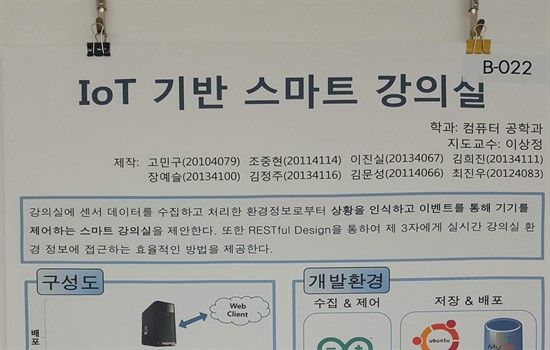 B-022
IoT 기반 스마트 강의실
학과: 컴퓨터 공학과
지도교수: 이상정
제작: 고민구(20104079) 조중현(20114114) 이진실(20134067) 김희진(20134111)
장예슬(20134100) 김정주(20134116) 김문성(20114066) 최진우(20124083)
강의실에 센서 데이터를 수집하고 처리한 환경정보로부터 상황을 인식하고 이벤트를 통해 기기를
제어하는 스마트 강의실을 제안한다. 또한 RESTful Design을 통하여 제 3자에게 실시간 강의실 환
경 정보에 접근하는 효율적인 방법을 제공한다.
구성도
배포
Web
Client
개발환경
수집 & 제어
저장 & 배포
ubuntu
My